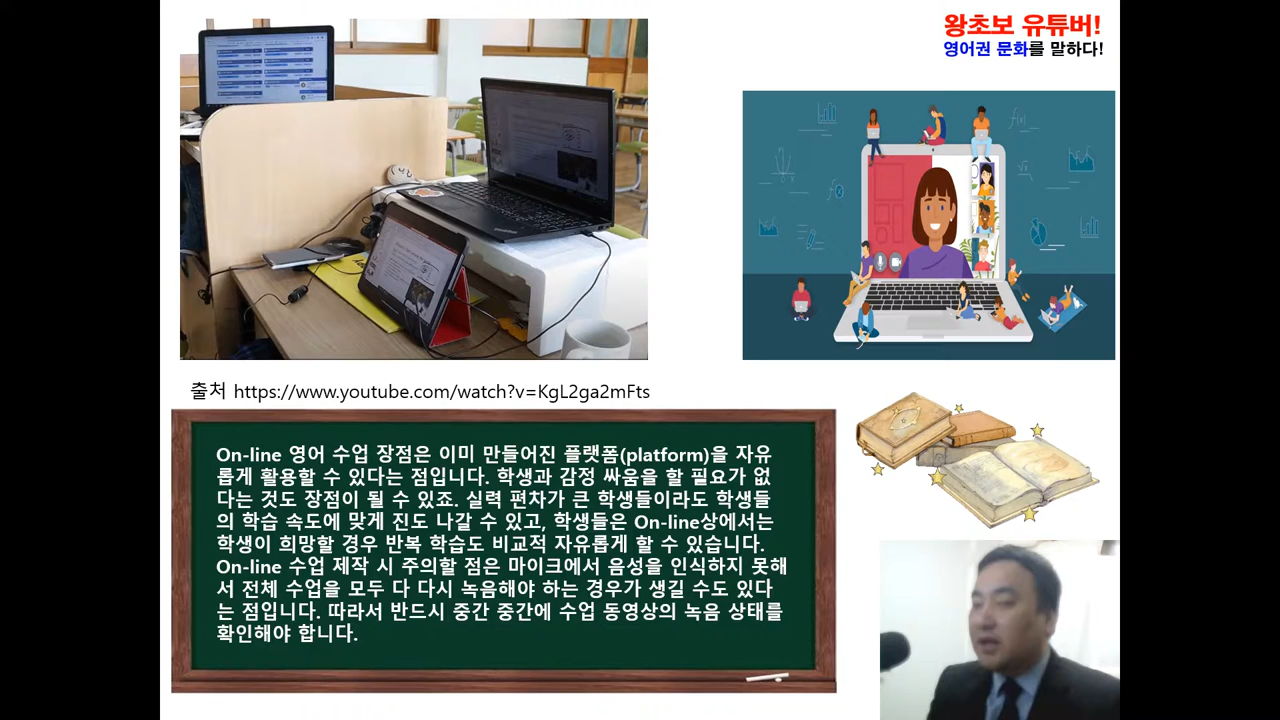 왕초보 유튜버!
영어권 문화를 말하다!
출처 https://www.youtube.com/watch?v=KgL2ga2mFts
On-line 영어 수업 장점은 이미 만들어진 플랫폼(platform)을 자유
롭게 활용할 수 있다는 점입니다. 학생과 감정 싸움을 할 필요가 없
다는 것도 장점이 될 수 있죠. 실력 편차가 큰 학생들이라도 학생들
의 학습 속도에 맞게 진도 나갈 수 있고, 학생들은 On-line상에서는
학생이 희망할 경우 반복 학습도 비교적 자유롭게 할 수 있습니다.
On-line 수업 제작 시 주의할 점은 마이크에서 음성을 인식하지 못해
서 전체 수업을 모두 다 다시 녹음해야 하는 경우가 생길 수도 있다
는 점입니다. 따라서 반드시 중간 중간에 수업 동영상의 녹음 상태를
확인해야 합니다.